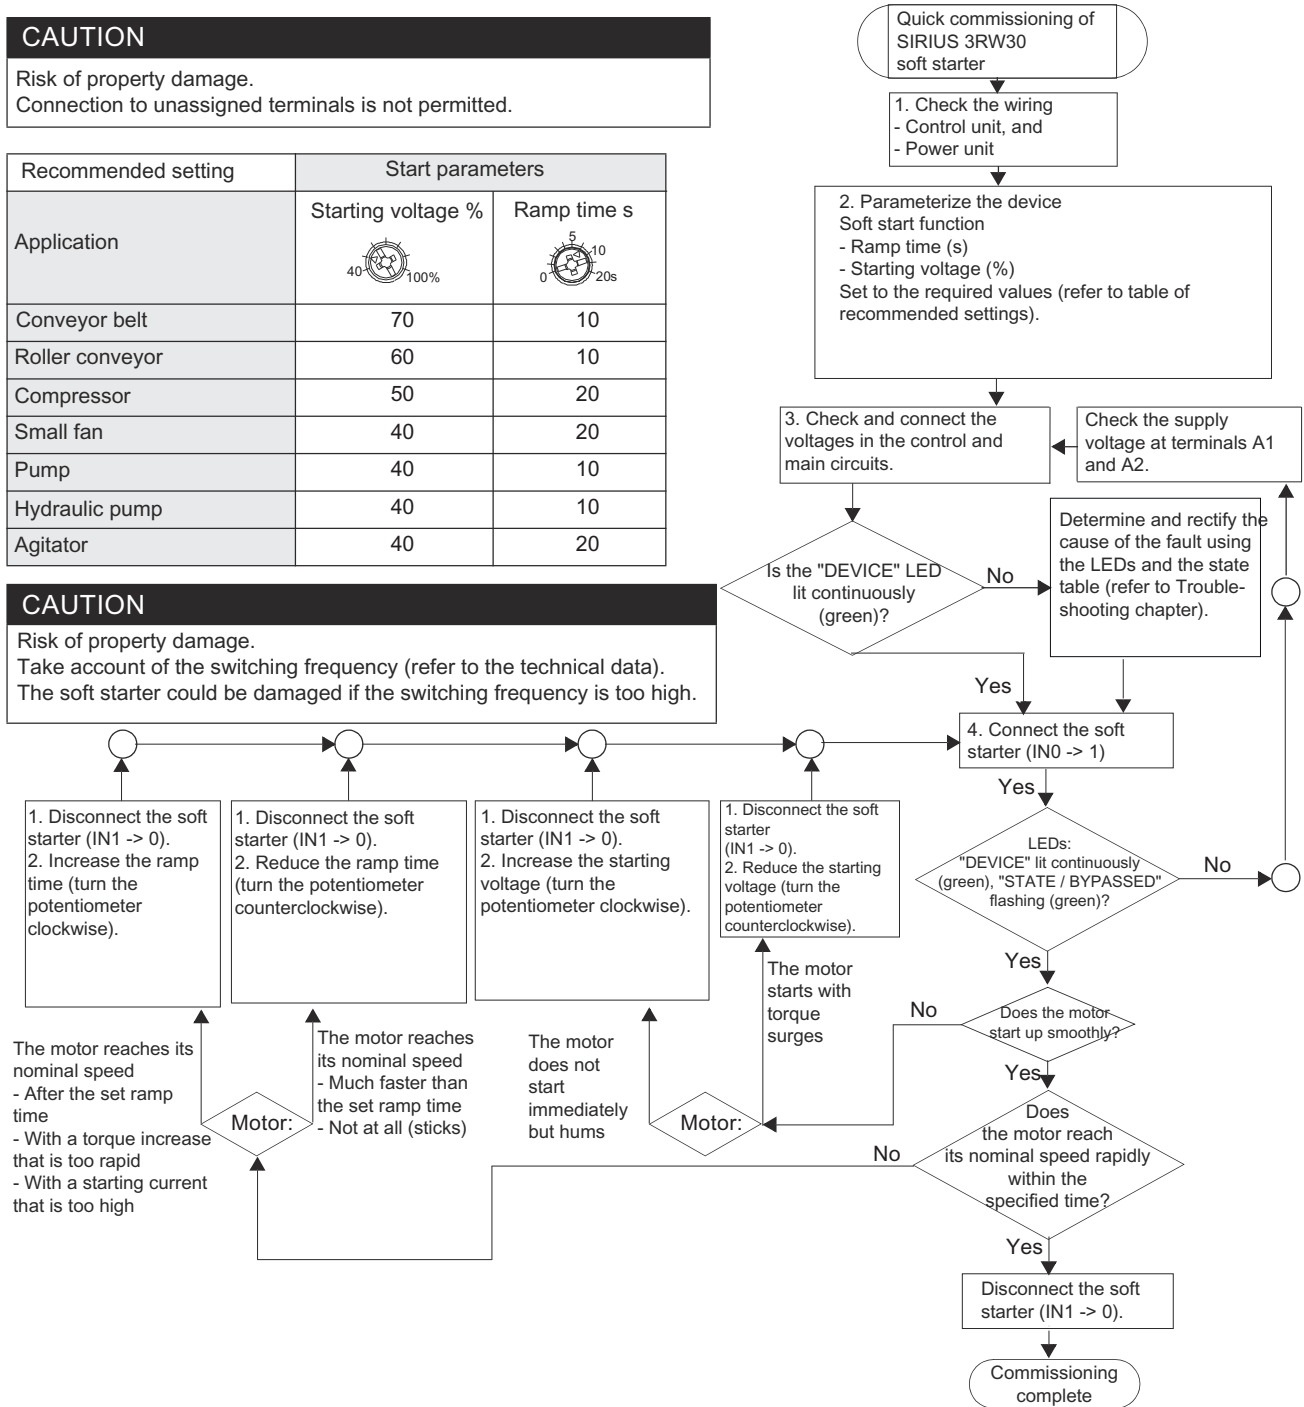 CAUTION
Risk of property damage.
Connection to unassigned terminals is not permitted.
Recommended setting
Start parameters
Application
Starting voltage %
40
100%
Ramp time s
0
5
10
20s
Conveyor belt 70 10
Roller conveyor 60 10
Compressor 50 20
Small fan 40 20
Pump 40 10
Hydraulic pump 40 10
Agitator 40 20
CAUTION
Risk of property damage.
Take account of the switching frequency (refer to the technical data).
The soft starter could be damaged if the switching frequency is too high.
Quick commissioning of
SIRIUS 3RW30
soft starter
1. Check the wiring
- Control unit, and
- Power unit
2. Parameterize the device
Soft start function
- Ramp time (s)
- Starting voltage (%)
Set to the required values (refer to table of
recommended settings).
3. Check and connect the
voltages in the control and
main circuits.
Check the supply
voltage at terminals A1
and A2.
Is the "DEVICE" LED
lit continuously
(green)?
No
Determine and rectify the
cause of the fault using
the LEDs and the state
table (refer to Trouble-
shooting chapter).
Yes
4. Connect the soft
starter (IN0 -> 1)
Yes
LEDs:
"DEVICE" lit continuously
(green), "STATE / BYPASSED"
flashing (green)?
No
Yes
Does the motor
start up smoothly?
No
Yes
Does
the motor reach
its nominal speed rapidly
within the
specified time?
No
Yes
Disconnect the soft
starter (IN1 -> 0).
Commissioning
complete
1. Disconnect the soft
starter (IN1 -> 0).
2. Increase the ramp
time (turn the
potentiometer
clockwise).
1. Disconnect the soft
starter (IN1 -> 0).
2. Reduce the ramp time
(turn the potentiometer
counterclockwise).
1. Disconnect the soft
starter (IN1 -> 0).
2. Increase the starting
voltage (turn the
potentiometer clockwise).
1. Disconnect the soft
starter
(IN1 -> 0).
2. Reduce the starting
voltage (turn the
potentiometer
counterclockwise).
The motor reaches its
nominal speed
- After the set ramp
time
- With a torque increase
that is too rapid
- With a starting current
that is too high
Motor:
The motor reaches
its nominal speed
- Much faster than
the set ramp time
- Not at all (sticks)
The motor
does not
start
immediately
but hums
Motor:
The motor
starts with
torque
surges